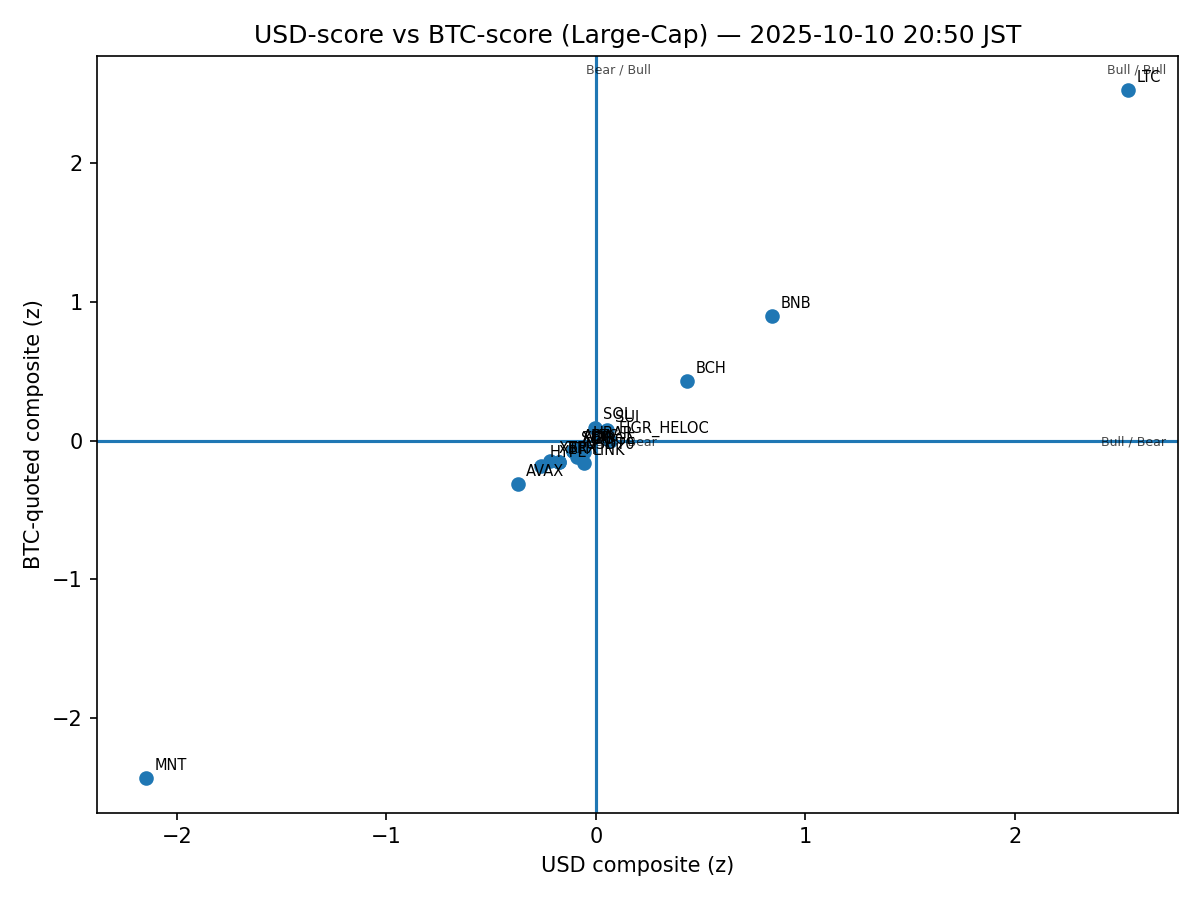 USD-score vs BTC-score (Large-Cap) — 2025-10-10 20:50 JST
Bear / Bull
Bull / Bull
LTC
2
1
BNB
BCH
SOL
SUI
FIGR_HELOC
0
Bull / Bear
HYPE
LINK
AVAX
−1
−2
MNT
−2
−1
0
1
2
USD composite (z)
BTC-quoted composite (z)